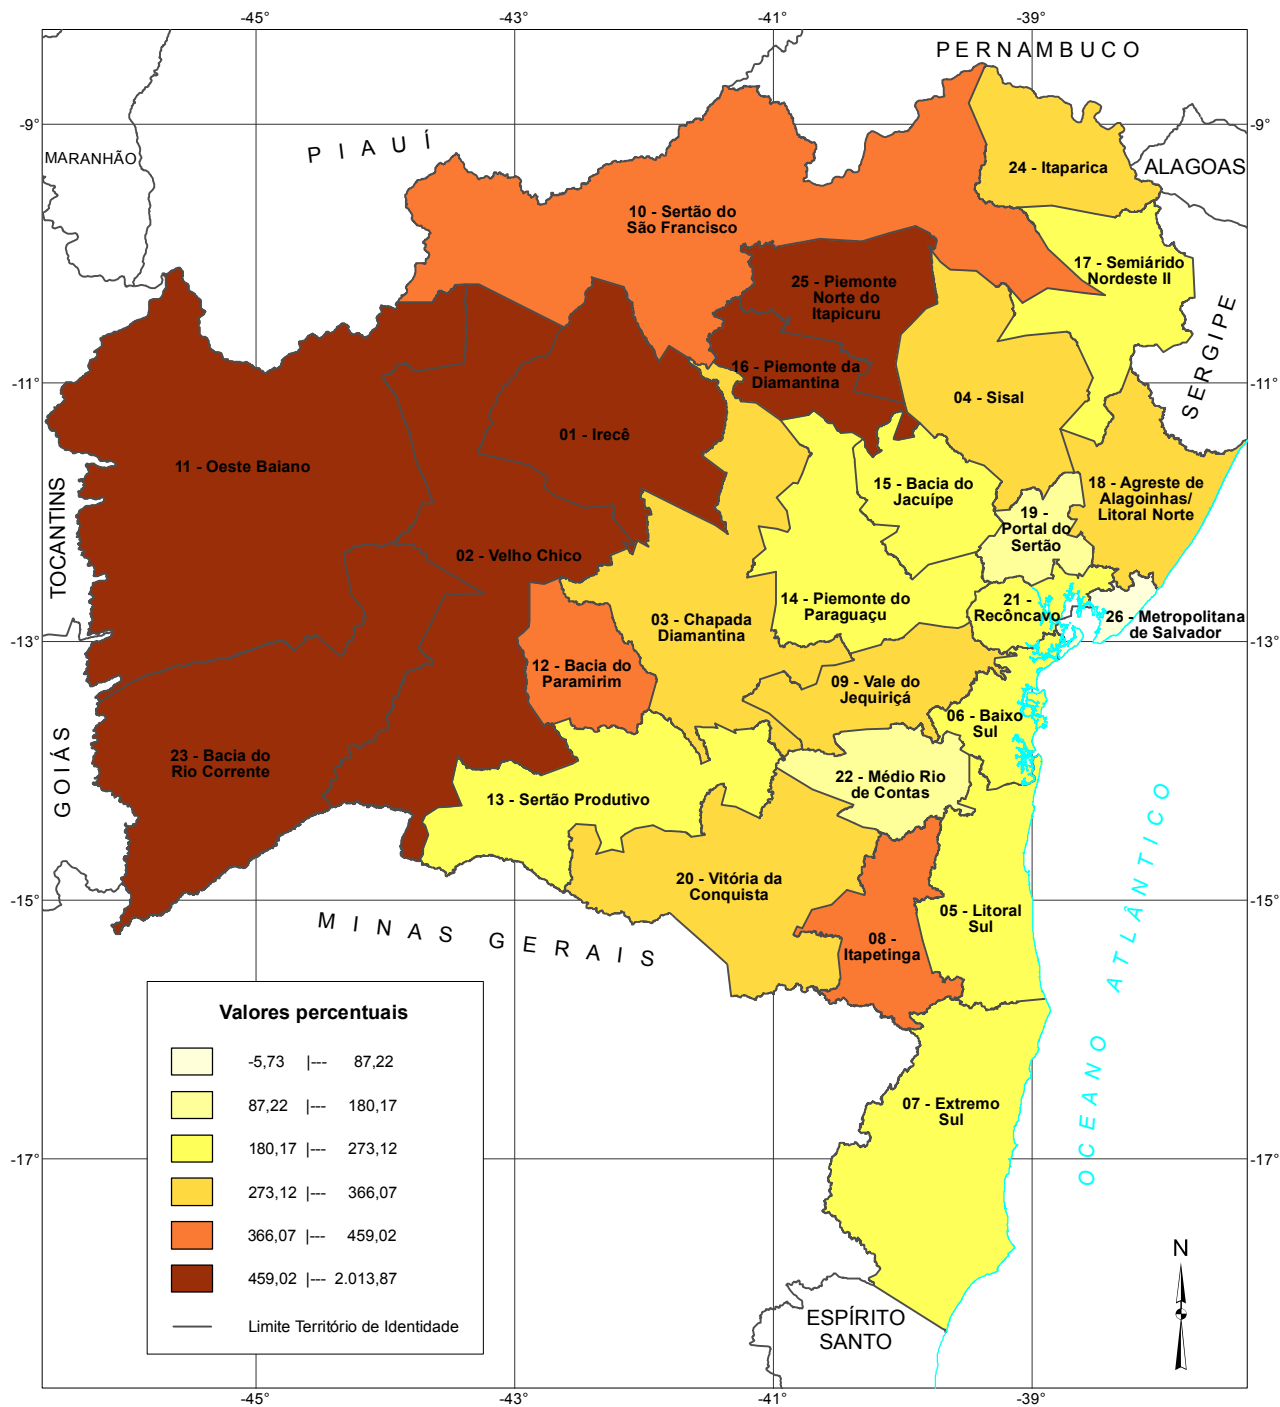 -45°
-43°
-41°
-39°
PERNAMBUCO
-9°
-9°
PIAUÍ
MARANHÃO
ALAGOAS
24 - Itaparica
10 - Sertão do
São Francisco
17 - Semiárido
Nordeste II
25 - Piemonte
Norte do
Itapicuru
SERGIPE
16 - Piemonte da
Diamantina
-11°
-11°
04 - Sisal
01 - Irecê
11 - Oeste Baiano
15 - Bacia do
Jacuípe
18 - Agreste de
Alagoinhas/
Litoral Norte
19 -
Portal do
Sertão
TOCANTINS
02 - Velho Chico
14 - Piemonte do
Paraguaçu
21 -
Recôncavo
03 - Chapada
Diamantina
26 - Metropolitana
de Salvador
-13°
-13°
12 - Bacia do
Paramirim
09 - Vale do
Jequiriçá
06 - Baixo
Sul
GOIÁS
23 - Bacia do
Rio Corrente
22 - Médio Rio
de Contas
13 - Sertão Produtivo
20 - Vitória da
Conquista
-15°
-15°
05 - Litoral
Sul
MINAS GERAIS
08 -
Itapetinga
OCEANO ATLÂNTICO
Valores percentuais
-5,73 |--- 87,22
87,22 |--- 180,17
180,17 |--- 273,12
273,12 |--- 366,07
366,07 |--- 459,02
459,02 |--- 2.013,87
Limite Território de Identidade
07 - Extremo
Sul
-17°
-17°
N
ESPÍRITO
SANTO
-45°
-43°
-41°
-39°